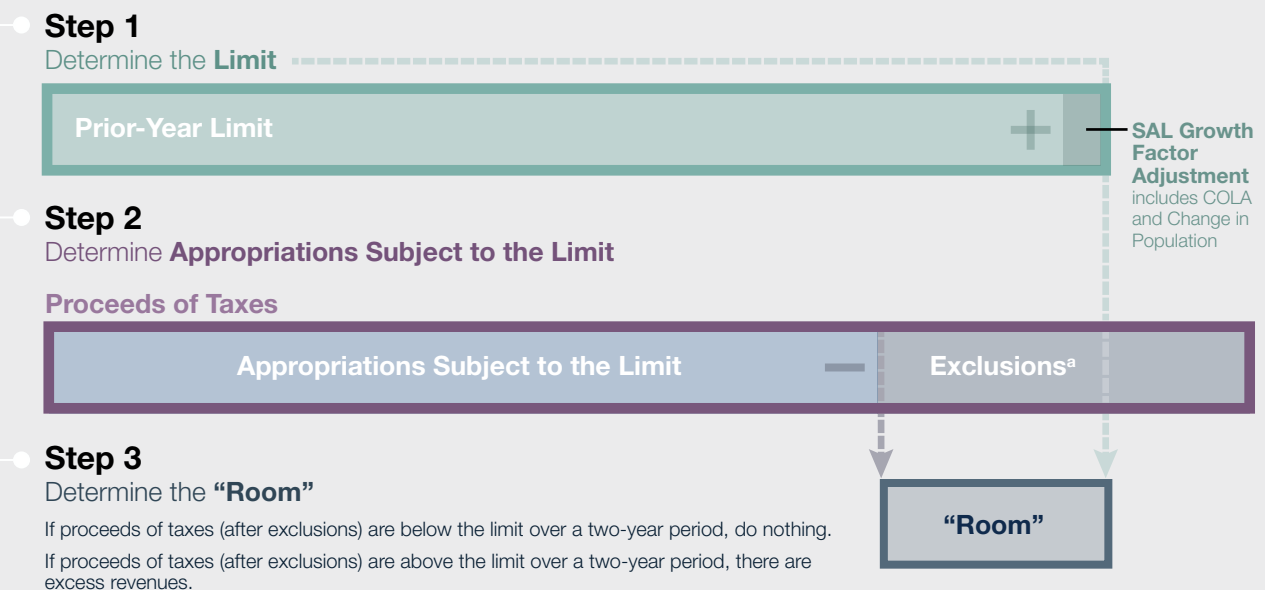 Step 1
Determine the Limit
Prior-Year Limit
+
SAL Growth
Factor
Adjustment
includes COLA
and Change in
Population
Step 2
Determine Appropriations Subject to the Limit
Proceeds of Taxes
Appropriations Subject to the Limit
—
Exclusionsᵃ
Step 3
Determine the “Room”
If proceeds of taxes (after exclusions) are below the limit over a two-year period, do nothing.
If proceeds of taxes (after exclusions) are above the limit over a two-year period, there are
excess revenues.
“Room”